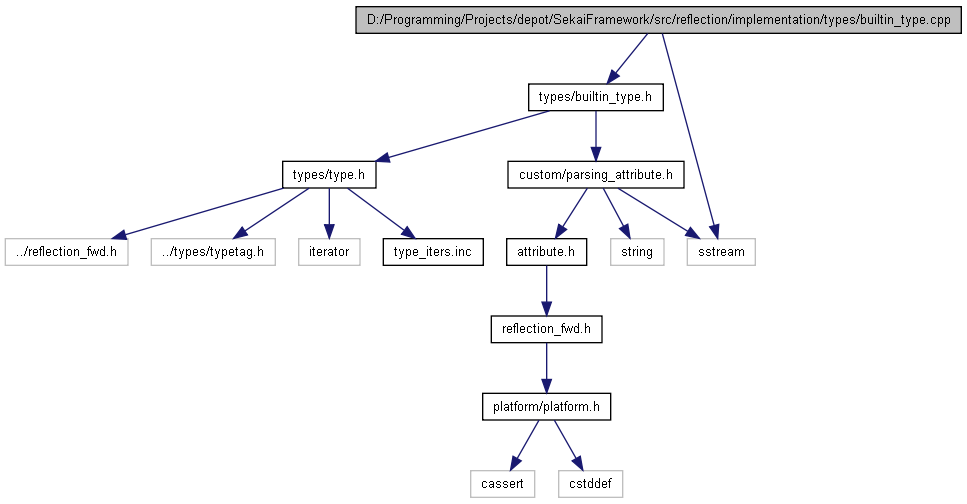 D:/Programming/Projects/depot/SekaiFramework/src/reflection/implementation/types/builtin_type.cpp
types/builtin_type.h
types/type.h
custom/parsing_attribute.h
../reflection_fwd.h
../types/typetag.h
iterator
type_iters.inc
attribute.h
string
sstream
reflection_fwd.h
platform/platform.h
cassert
cstddef